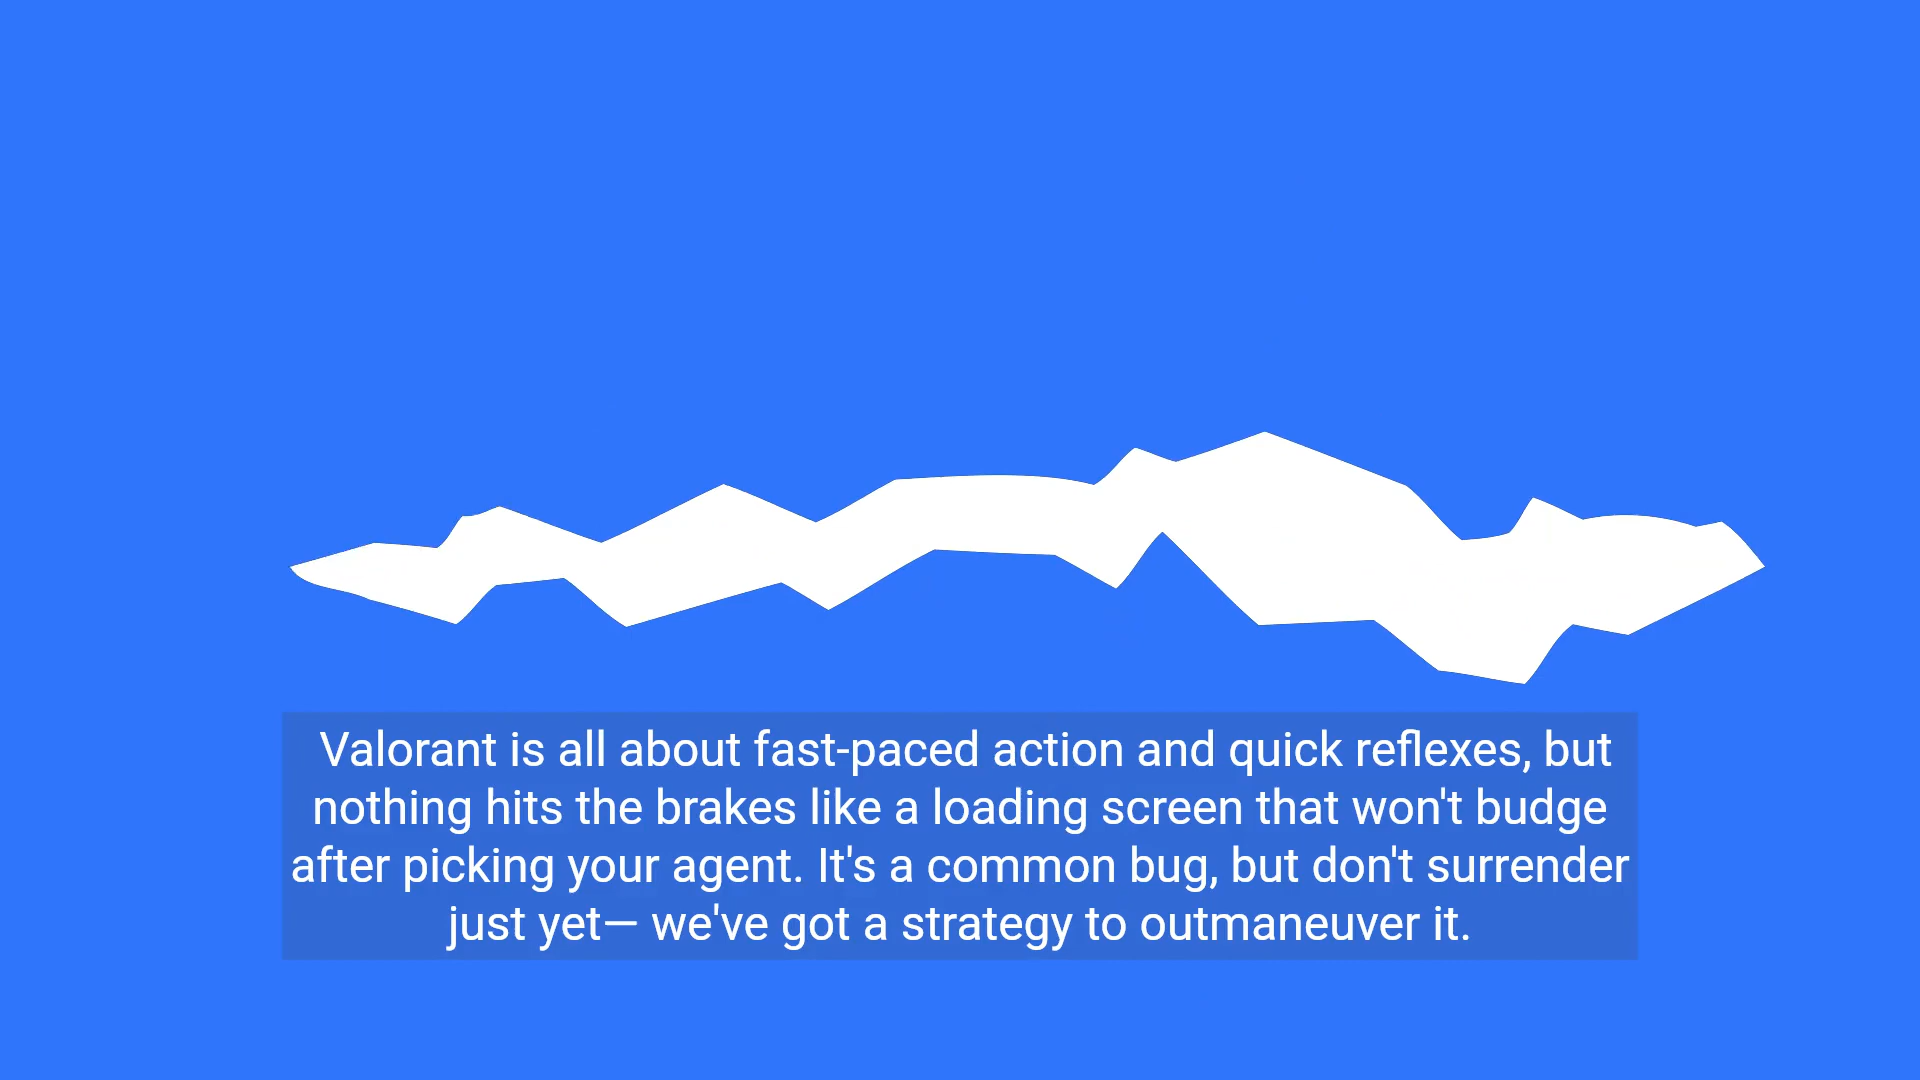 Valorant is all about fast-paced action and quick reflexes, but
nothing hits the brakes like a loading screen that won't budge
after picking your agent. It's a common bug, but don't surrender
just yet— we've got a strategy to outmaneuver it.